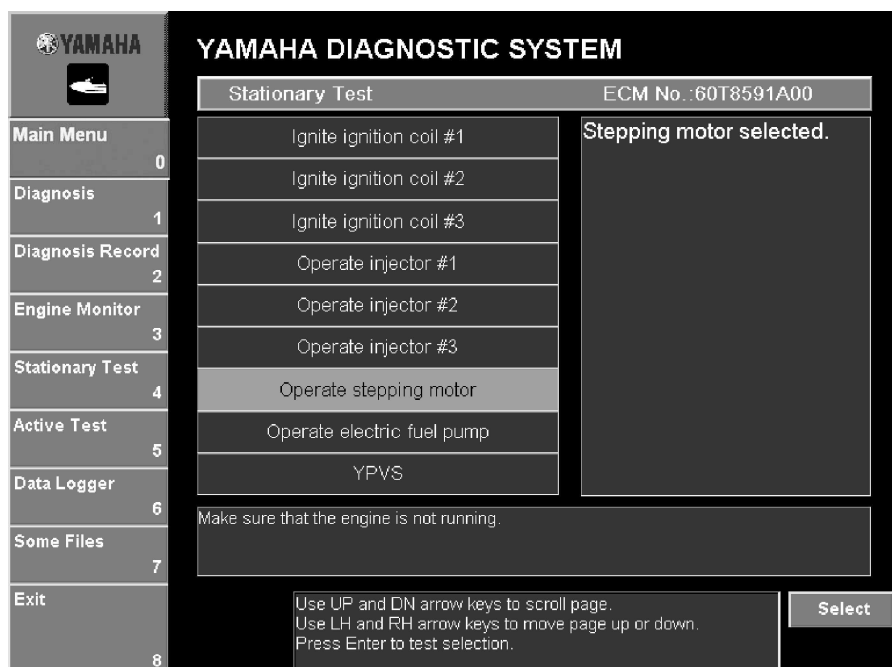 YAMAHA
YAMAHA DIAGNOSTIC SYSTEM
Stationary Test ECM No.:60T8591A00
Main Menu
0
Diagnosis
1
Diagnosis Record
2
Engine Monitor
3
Stationary Test
4
Active Test
5
Data Logger
6
Some Files
7
Exit
8
Ignite ignition coil #1
Ignite ignition coil #2
Ignite ignition coil #3
Operate injector #1
Operate injector #2
Operate injector #3
Operate stepping motor
Operate electric fuel pump
YPVS
Stepping motor selected.
Make sure that the engine is not running.
Use UP and DN arrow keys to scroll page.
Use LH and RH arrow keys to move page up or down.
Press Enter to test selection.
Select